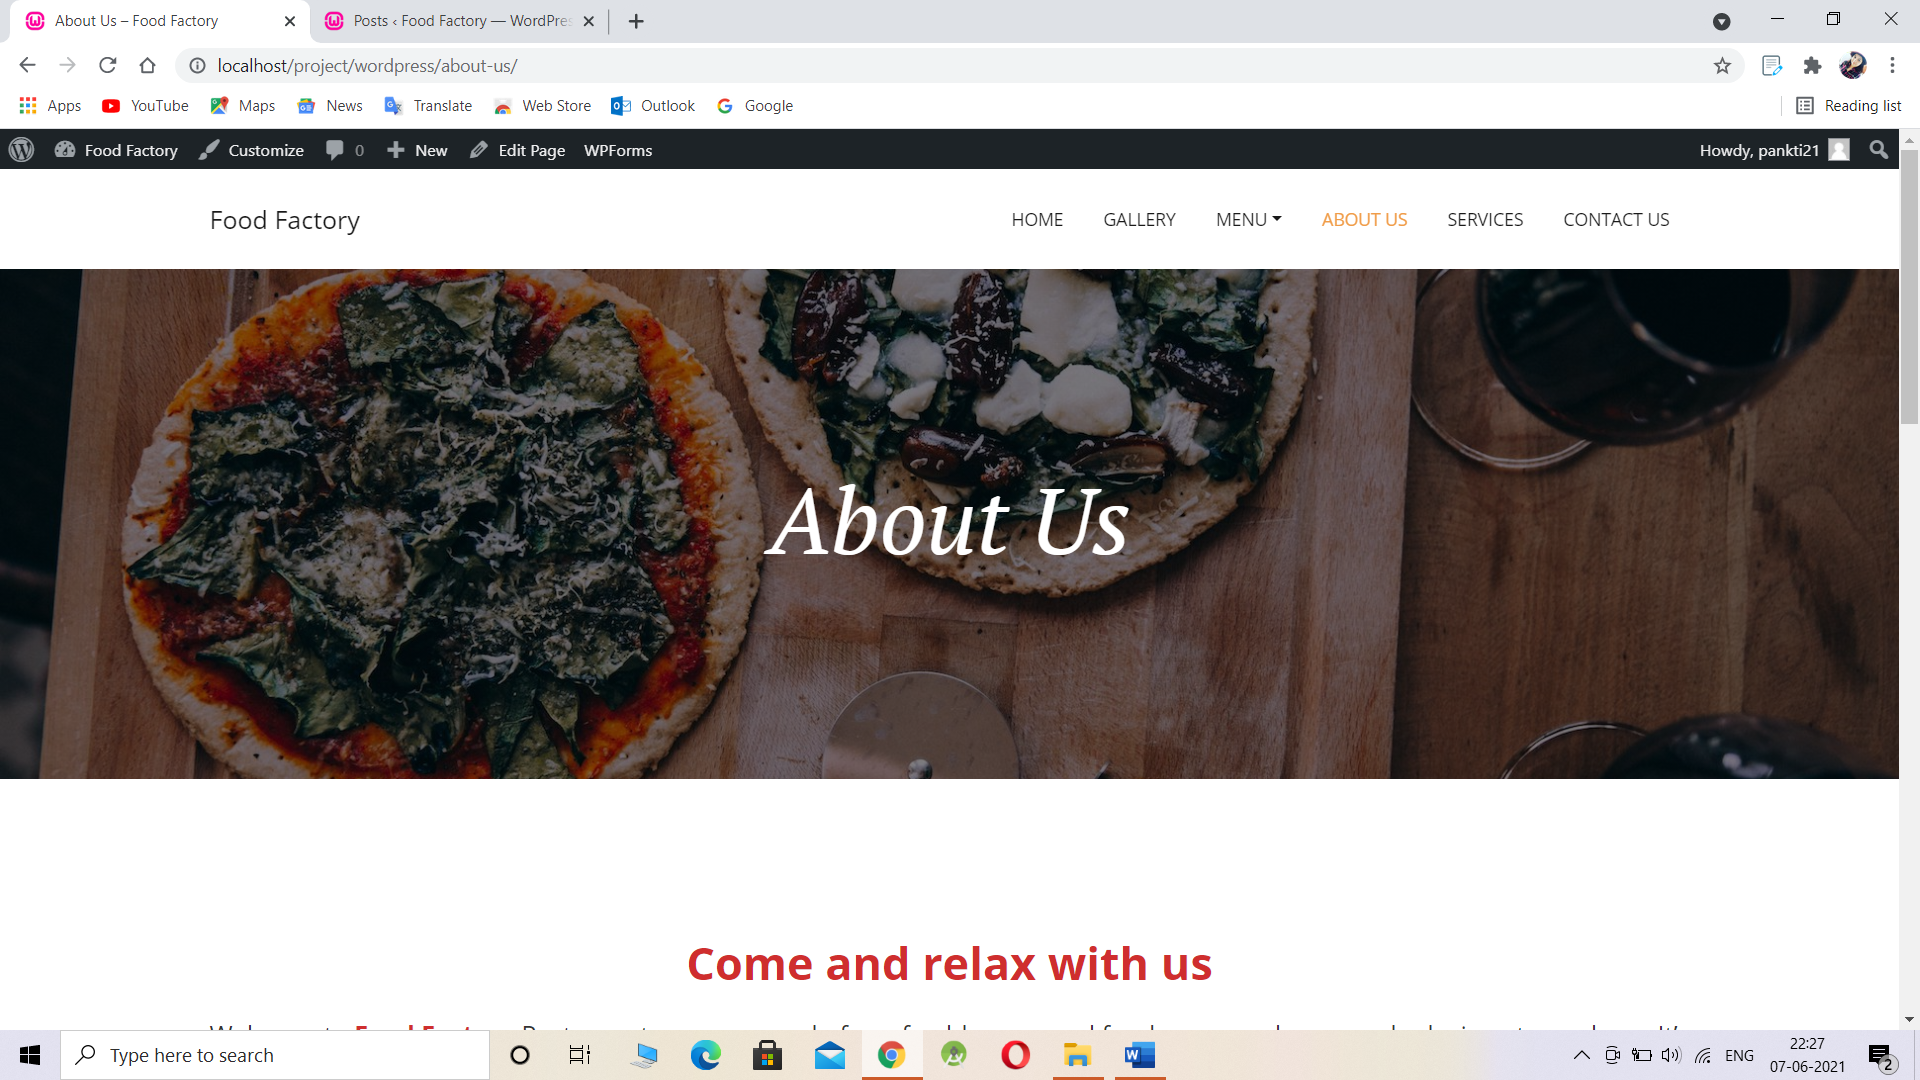 About Us – Food Factory
Posts ‹ Food Factory — WordPres
localhost/project/wordpress/about-us/
Apps YouTube Maps News Translate Web Store Outlook Google Reading list
Food Factory Customize 0 New Edit Page WPForms Howdy, pankti21
Food Factory HOME GALLERY MENU ABOUT US SERVICES CONTACT US
About Us
Come and relax with us
Type here to search
ENG
22:27
07-06-2021
2